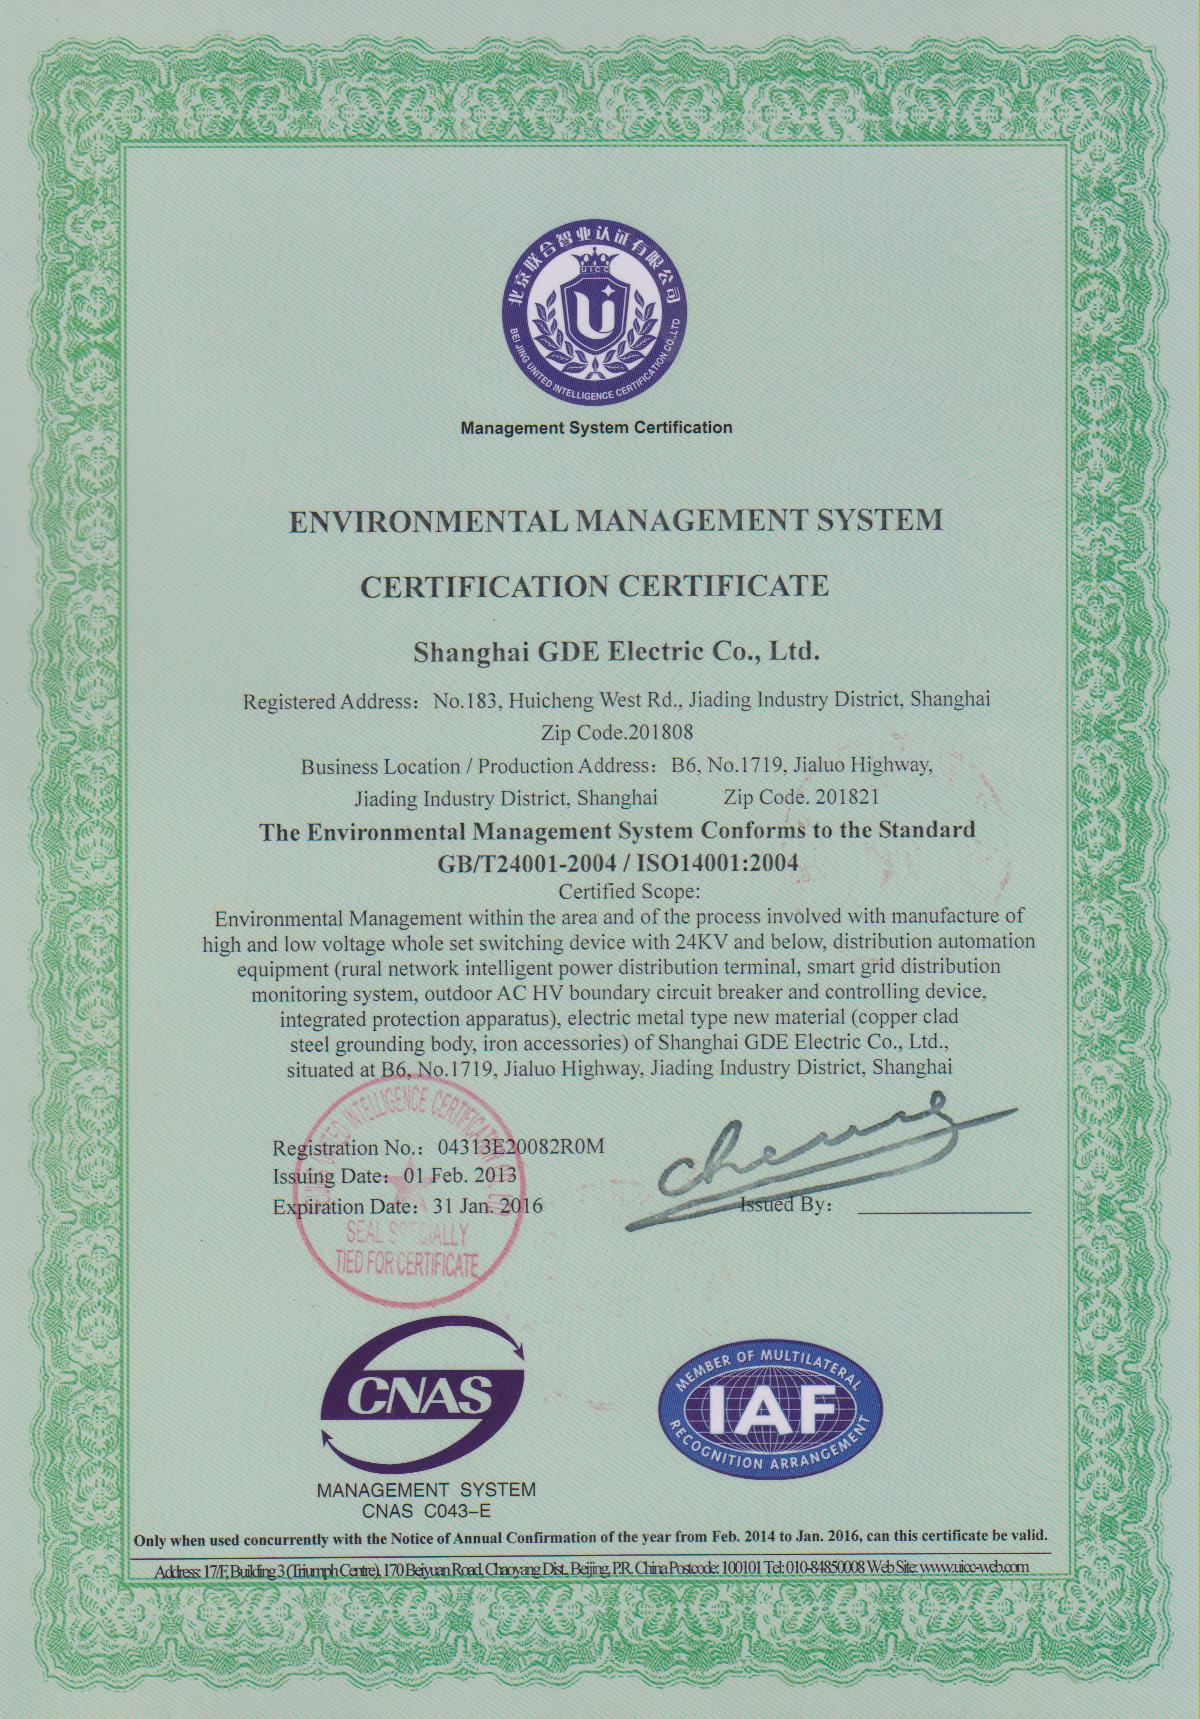 北京联合智业认证有限公司
UICC
Ui
BEI JING UNITED INTELLIGENCE CERTIFICATION CO.,LTD
Management System Certification
ENVIRONMENTAL MANAGEMENT SYSTEM
CERTIFICATION CERTIFICATE
Shanghai GDE Electric Co., Ltd.
Registered Address：No.183, Huicheng West Rd., Jiading Industry District, Shanghai
Zip Code.201808
Business Location / Production Address：B6, No.1719, Jialuo Highway,
Jiading Industry District, Shanghai Zip Code. 201821
The Environmental Management System Conforms to the Standard
GB/T24001-2004 / ISO14001:2004
Certified Scope:
Environmental Management within the area and of the process involved with manufacture of
high and low voltage whole set switching device with 24KV and below, distribution automation
equipment (rural network intelligent power distribution terminal, smart grid distribution
monitoring system, outdoor AC HV boundary circuit breaker and controlling device,
integrated protection apparatus), electric metal type new material (copper clad
steel grounding body, iron accessories) of Shanghai GDE Electric Co., Ltd.,
situated at B6, No.1719, Jialuo Highway, Jiading Industry District, Shanghai
Registration No.：04313E20082R0M
Issuing Date：01 Feb. 2013
Expiration Date：31 Jan. 2016
Issued By:
UNITED INTELLIGENCE CERTIFICATION CO., LTD
SEAL SPECIALLY
TIED FOR CERTIFICATE
CNAS
MANAGEMENT SYSTEM
CNAS C043-E
MEMBER OF MULTILATERAL
IAF
RECOGNITION ARRANGEMENT
Only when used concurrently with the Notice of Annual Confirmation of the year from Feb. 2014 to Jan. 2016, can this certificate be valid.
Address: 17/F, Building 3 (Triumph Centre), 170 Beiyuan Road, Chaoyang Dist., Beijing, P.R. China Postcode: 100101 Tel: 010-84850008 Web Site: www.uicc-web.com